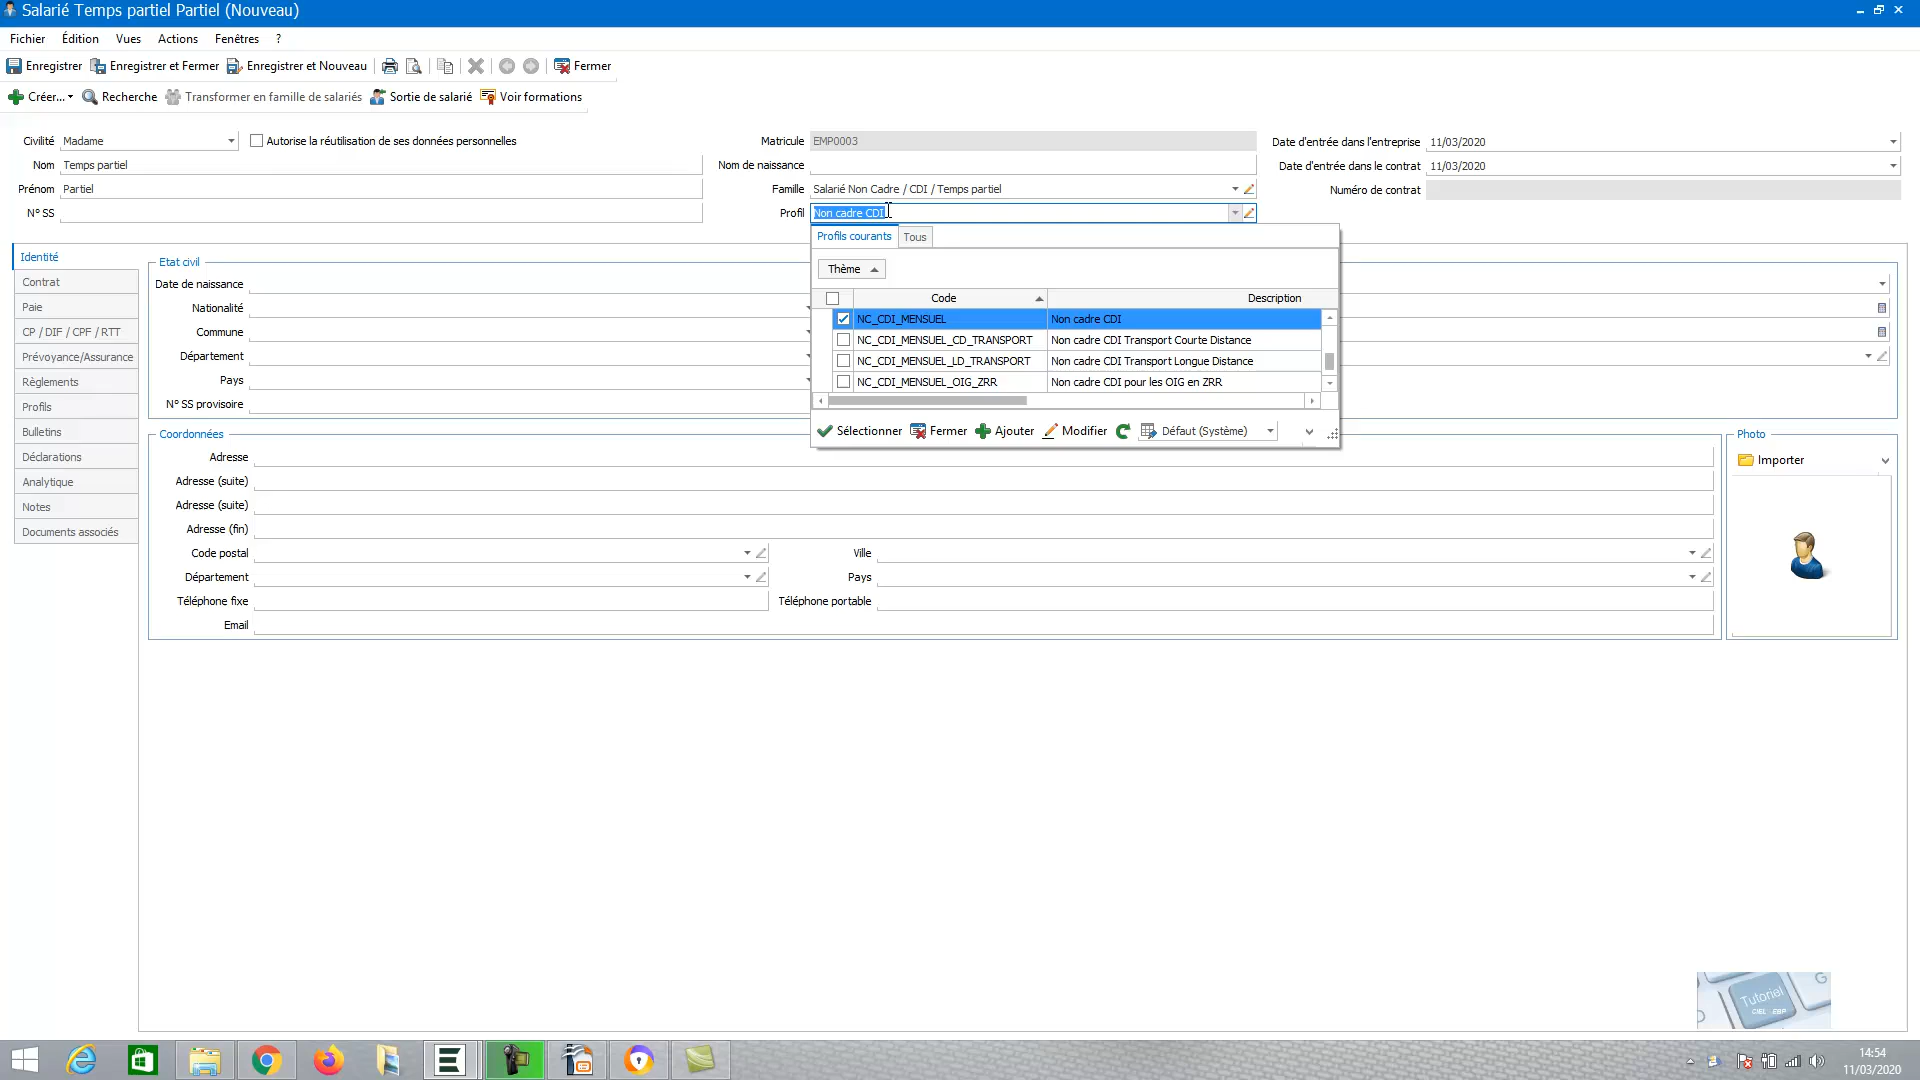 Salarié Temps partiel Partiel (Nouveau)
Fichier Édition Vues Actions Fenêtres ?
Enregistrer Enregistrer et Fermer Enregistrer et Nouveau Fermer
Créer... Recherche Transformer en famille de salariés Sortie de salarié Voir formations
Civilité Madame Autorise la réutilisation de ses données personnelles Matricule EMP0003 Date d'entrée dans l'entreprise 11/03/2020
Nom Temps partiel Nom de naissance Date d'entrée dans le contrat 11/03/2020
Prénom Partiel Famille Salarié Non Cadre / CDI / Temps partiel Numéro de contrat
N° SS Profil Non cadre CDI
Profils courants Tous
Thème
Code Description
NC_CDI_MENSUEL Non cadre CDI
NC_CDI_MENSUEL_CD_TRANSPORT Non cadre CDI Transport Courte Distance
NC_CDI_MENSUEL_LD_TRANSPORT Non cadre CDI Transport Longue Distance
NC_CDI_MENSUEL_OIG_ZRR Non cadre CDI pour les OIG en ZRR
Sélectionner Fermer Ajouter Modifier Défaut (Système)
Identité
Contrat
Paie
CP / DIF / CPF / RTT
Prévoyance/Assurance
Règlements
Profils
Bulletins
Déclarations
Analytique
Notes
Documents associés
Etat civil
Date de naissance
Nationalité
Commune
Département
Pays
N° SS provisoire
Coordonnées
Adresse
Adresse (suite)
Adresse (suite)
Adresse (fin)
Code postal Ville
Département Pays
Téléphone fixe Téléphone portable
Email
Photo
Importer
Tutoriel
CIEL - EBP
G
14:54
11/03/2020